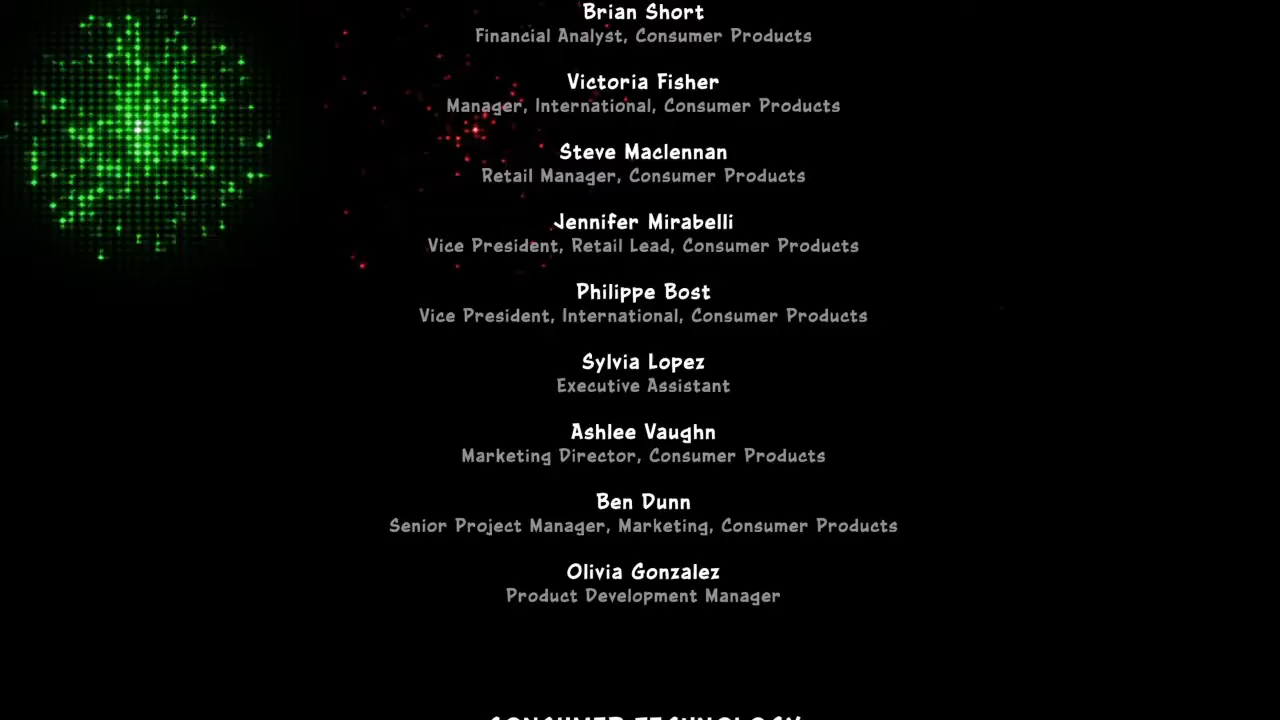 Brian Short
Financial Analyst, Consumer Products
Victoria Fisher
Manager, International, Consumer Products
Steve Maclennan
Retail Manager, Consumer Products
Jennifer Mirabelli
Vice President, Retail Lead, Consumer Products
Philippe Bost
Vice President, International, Consumer Products
Sylvia Lopez
Executive Assistant
Ashlee Vaughn
Marketing Director, Consumer Products
Ben Dunn
Senior Project Manager, Marketing, Consumer Products
Olivia Gonzalez
Product Development Manager
CONSUMER TECHNOLOGY